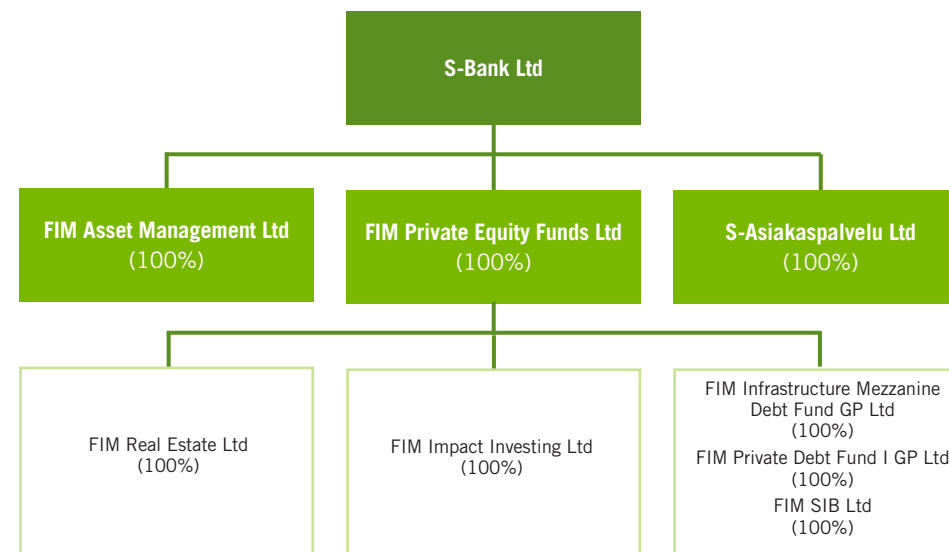 S-Bank Ltd
FIM Asset Management Ltd
(100%)
FIM Private Equity Funds Ltd
(100%)
S-Asiakaspalvelu Ltd
(100%)
FIM Real Estate Ltd
(100%)
FIM Impact Investing Ltd
(100%)
FIM Infrastructure Mezzanine
Debt Fund GP Ltd
(100%)
FIM Private Debt Fund I GP Ltd
(100%)
FIM SIB Ltd
(100%)